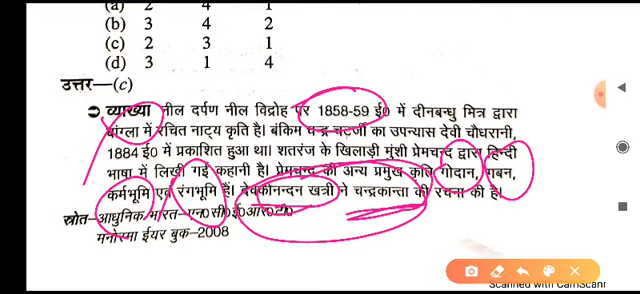 (a) 2 4 1
(b) 3 4 2
(c) 2 3 1
(d) 3 1 4
उत्तर—(c)
➲ व्याख्या नील दर्पण नील विद्रोह पर 1858-59 ई० में दीनबन्धु मित्र द्वारा
बांग्ला में रचित नाट्य कृति है। बंकिम चन्द्र चटर्जी का उपन्यास देवी चौधरानी,
1884 ई० में प्रकाशित हुआ था। शतरंज के खिलाड़ी मुंशी प्रेमचन्द द्वारा हिन्दी
भाषा में लिखी गई कहानी है। प्रेमचन्द की अन्य प्रमुख कृति गोदान, गबन,
कर्मभूमि एवं रंगभूमि हैं। देवकीनन्दन खत्री ने चन्द्रकान्ता की रचना की है।
स्रोत—आधुनिक भारत—एन०सी०ई०आर०टी०
मनोरमा ईयर बुक—2008
Scanned with CamScanner